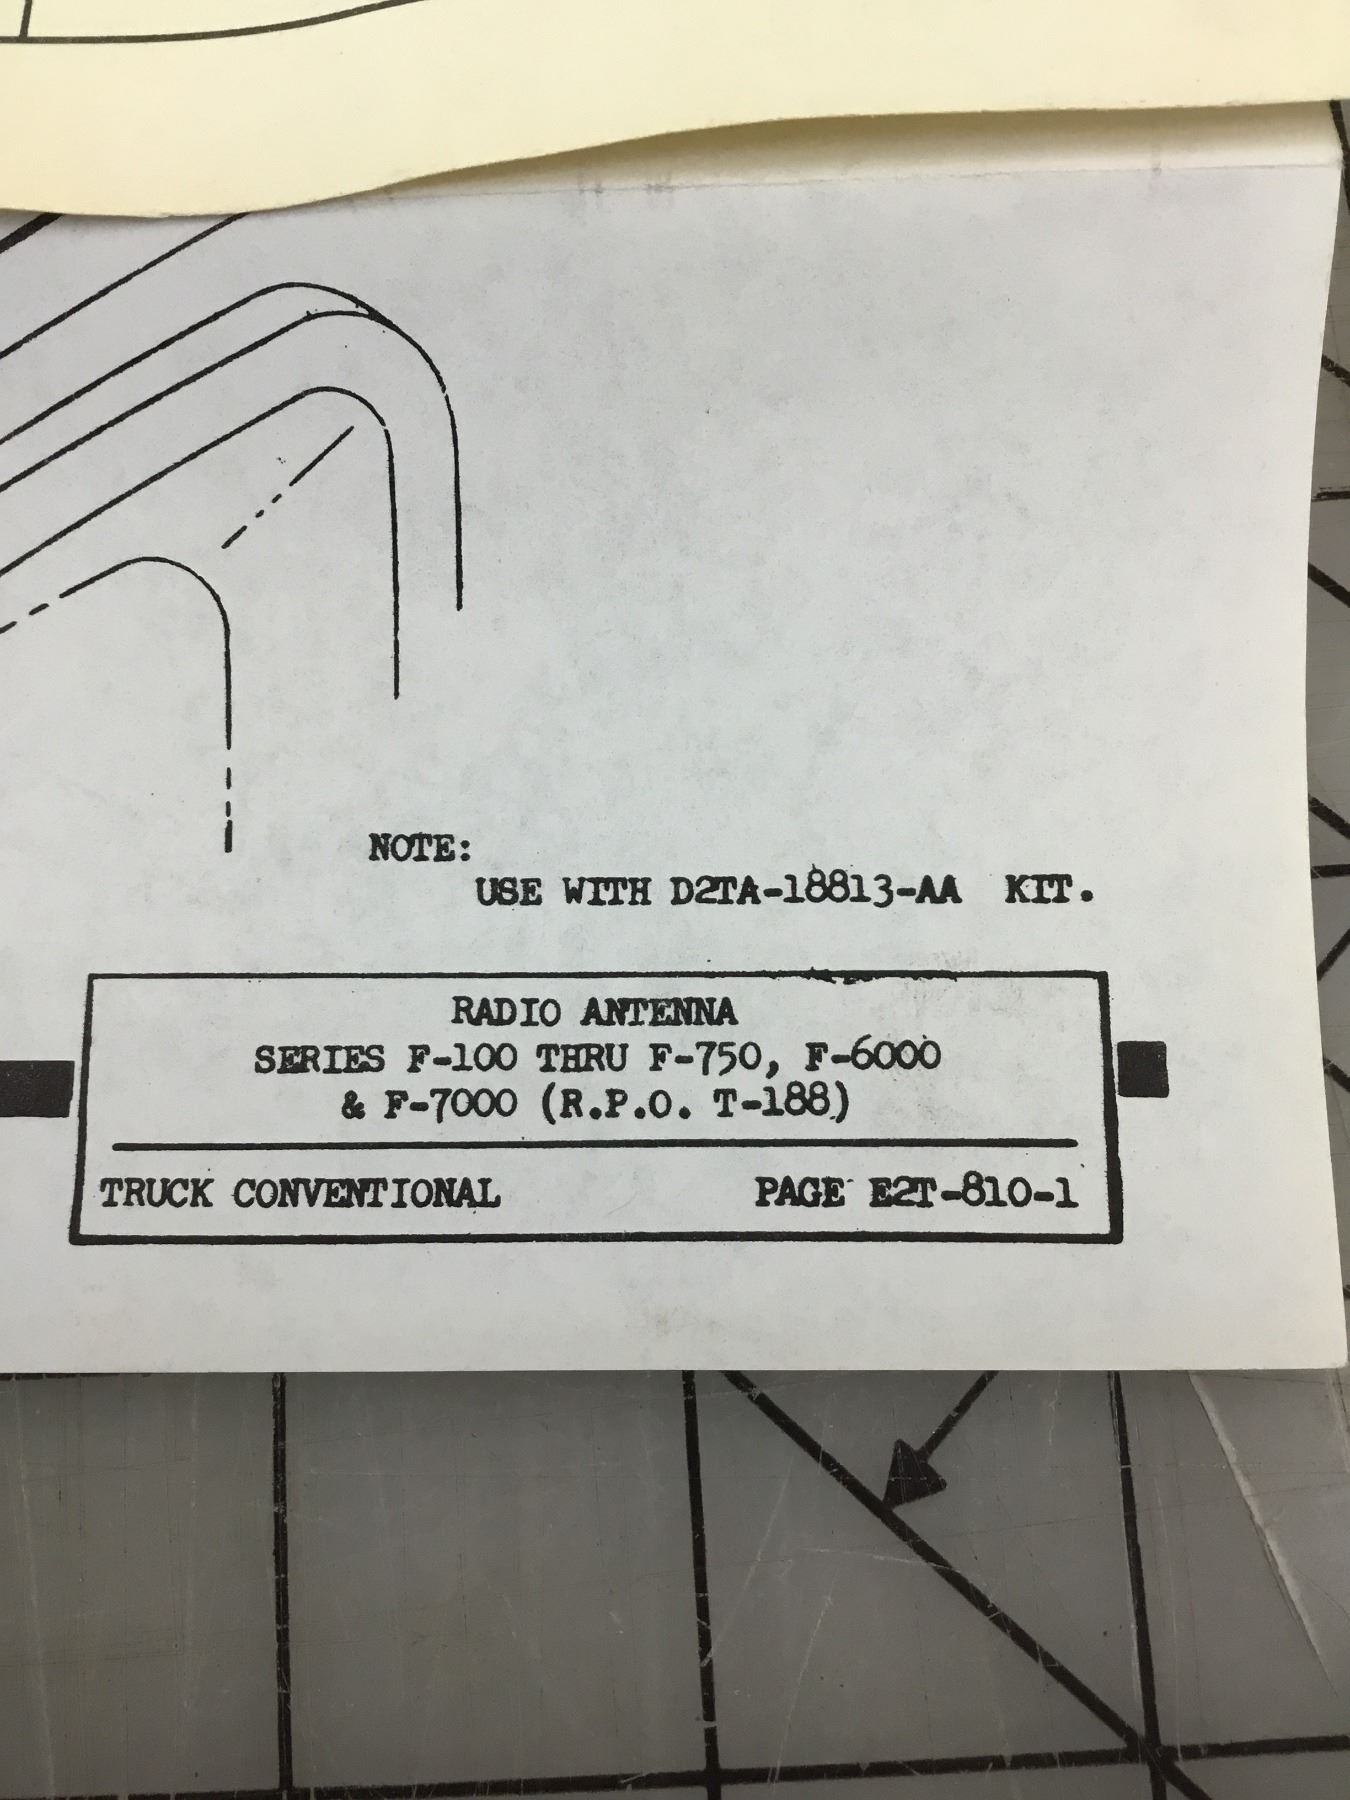 NOTE:
USE WITH D2TA-18813-AA KIT.
RADIO ANTENNA
SERIES F-100 THRU F-750, F-6000
& F-7000 (R.P.O. T-188)
TRUCK CONVENTIONAL PAGE E2T-810-1